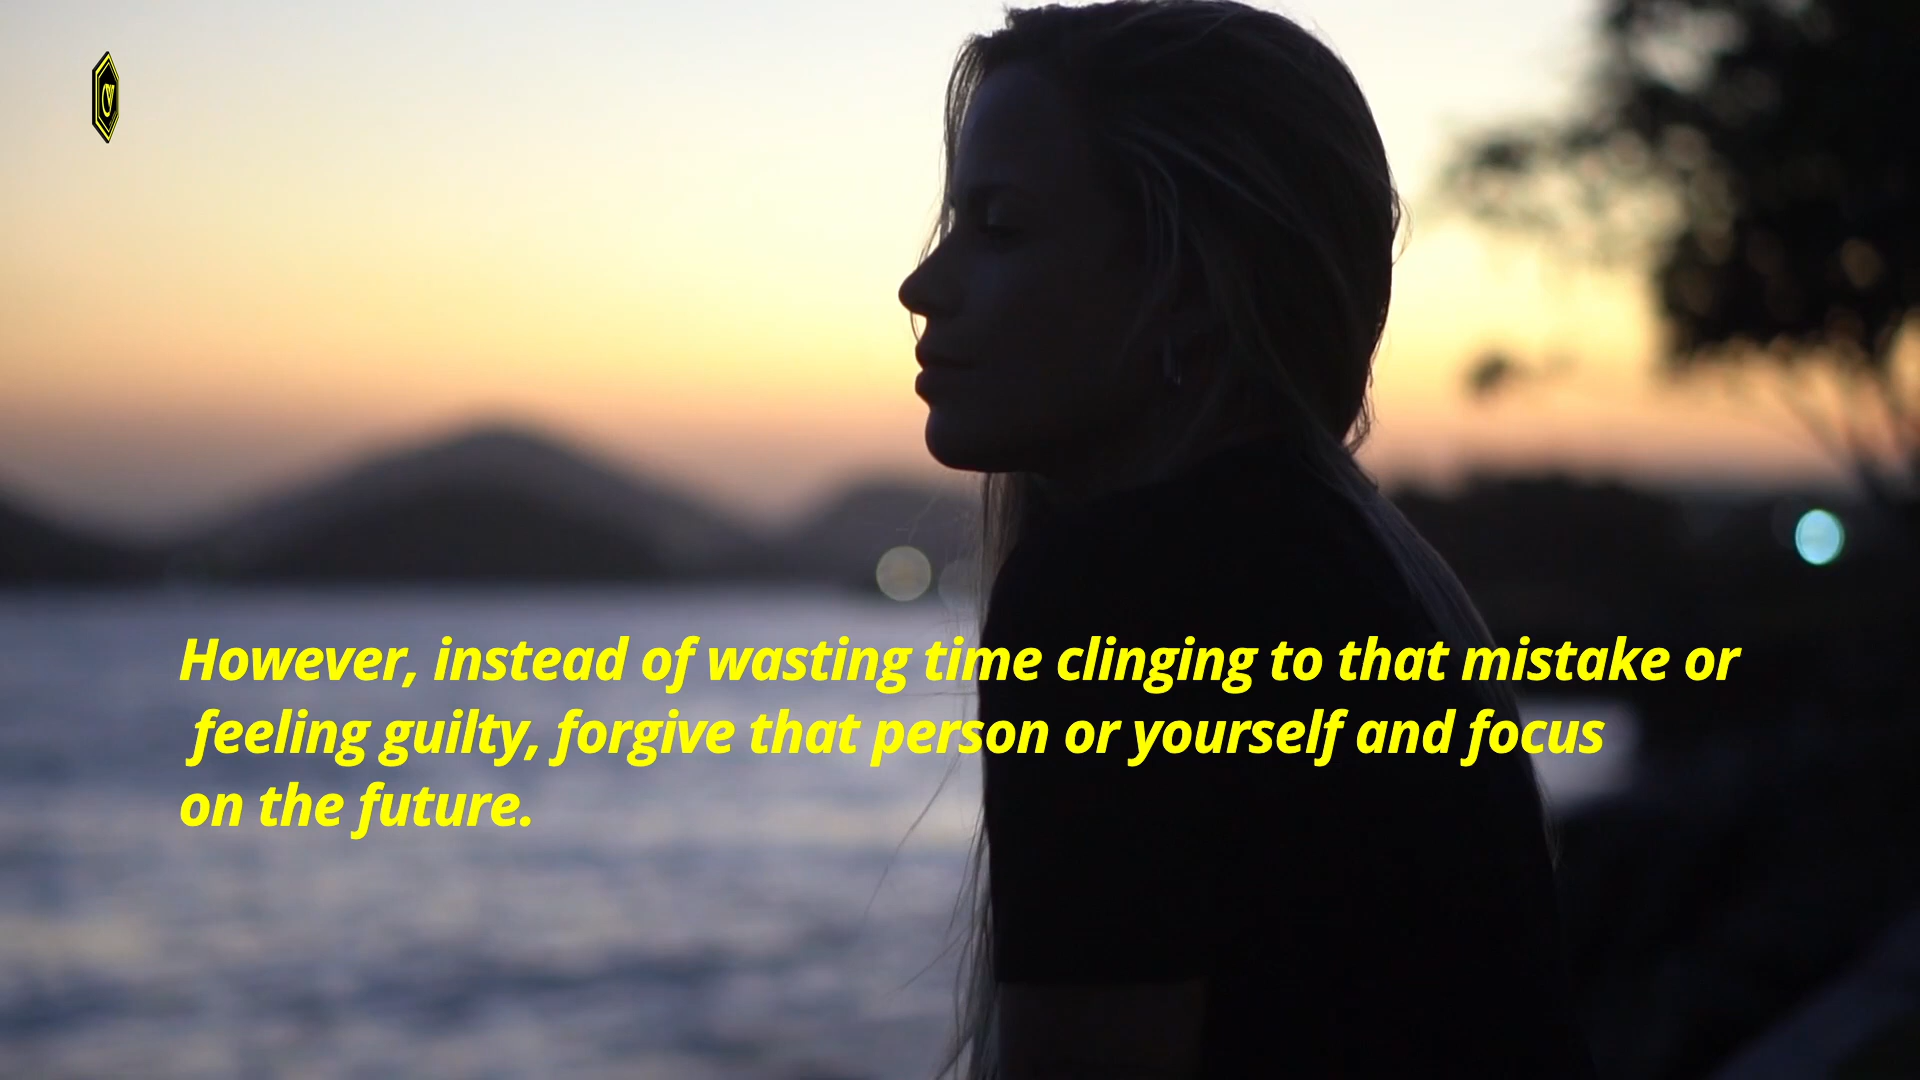 However, instead of wasting time clinging to that mistake or
feeling guilty, forgive that person or yourself and focus
on the future.